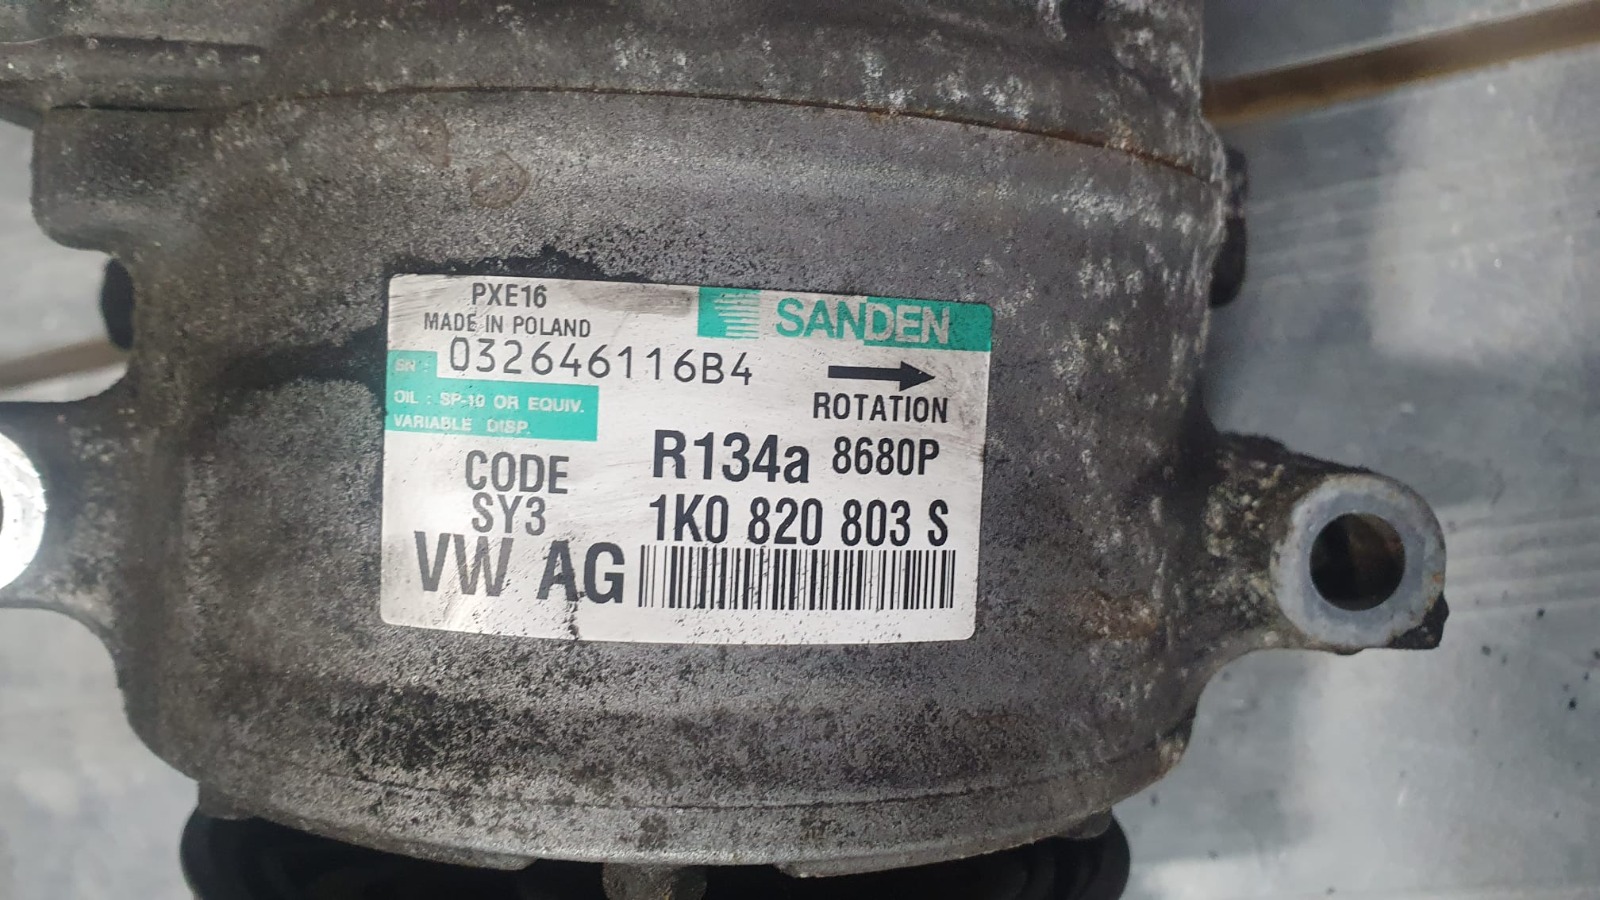 PXE16
SANDEN
MADE IN POLAND
SN : 032646116B4
ROTATION
OIL : SP-10 OR EQUIV.
VARIABLE DISP.
CODE
SY3
R134a 8680P
1K0 820 803 S
VW AG